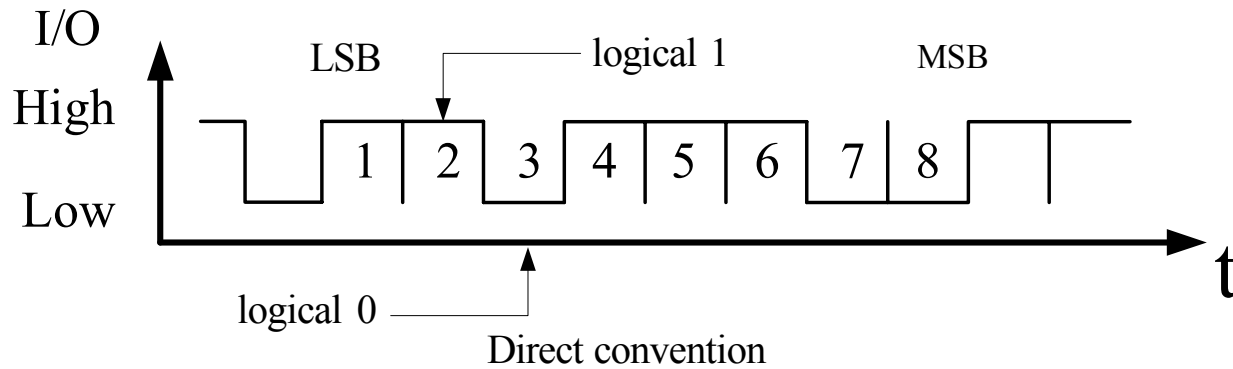 I/O
LSB
logical 1
MSB
High
1 2 3 4 5 6 7 8
Low
t
logical 0
Direct convention